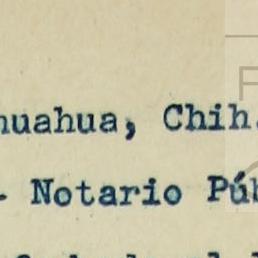 huahua, Chih.
- Notario Púb